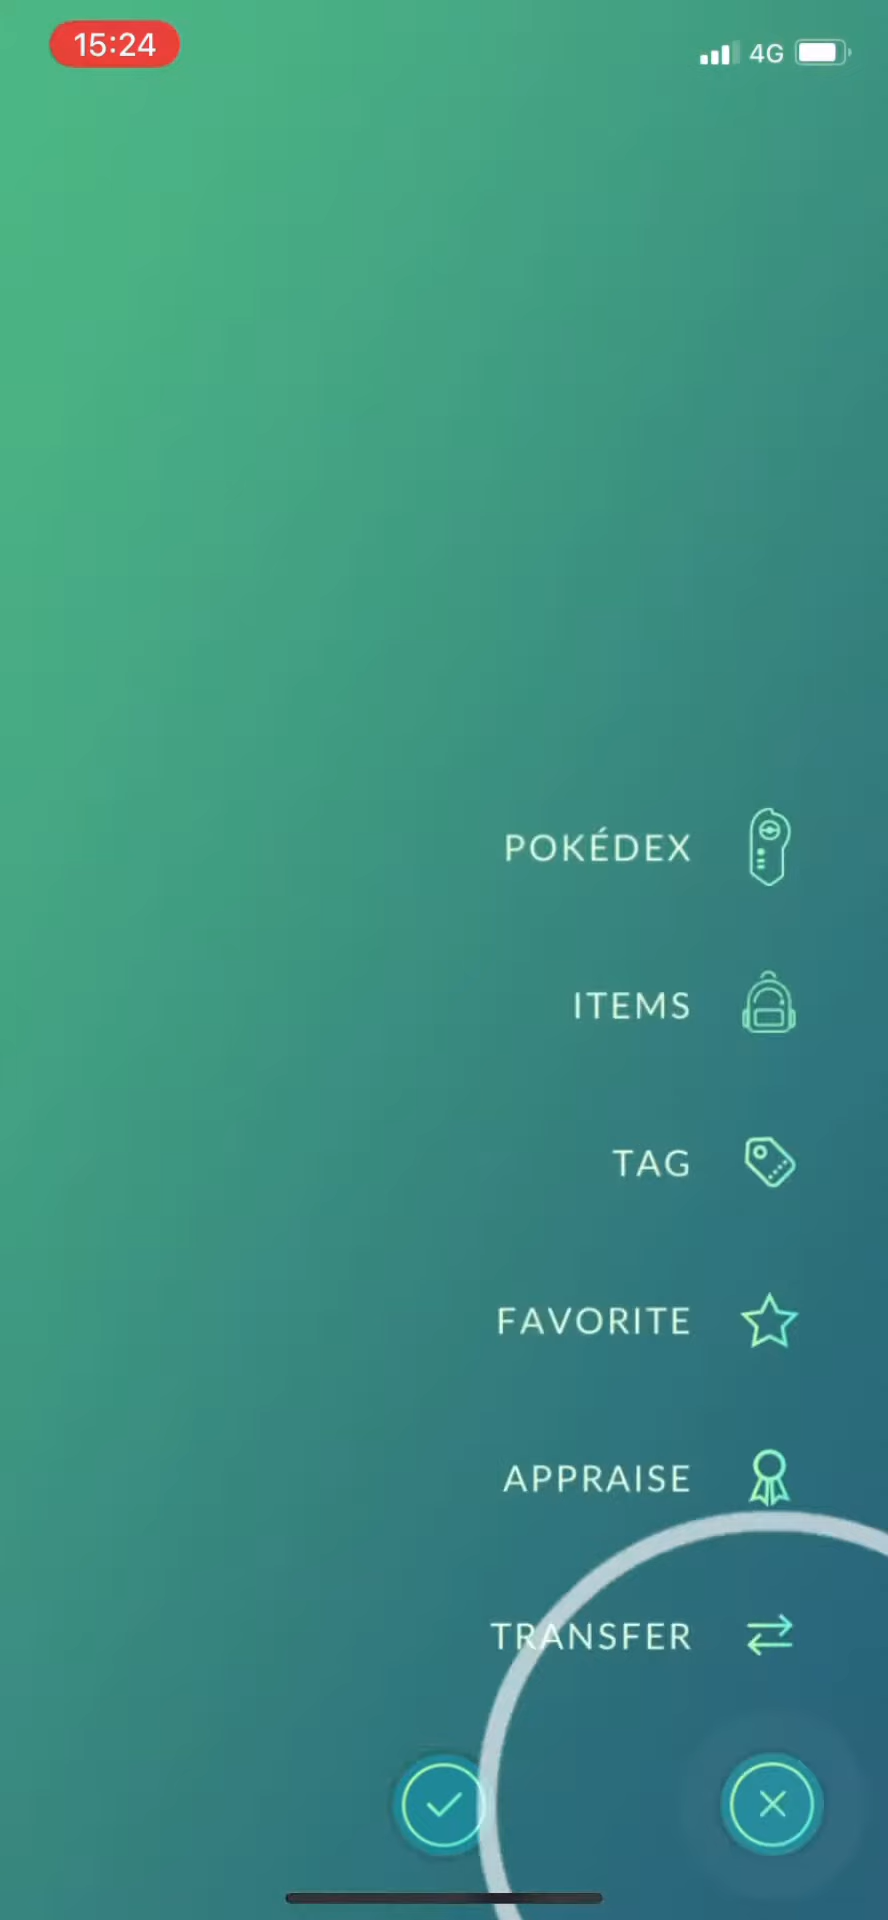 15:24
4G
POKÉDEX
ITEMS
TAG
FAVORITE
APPRAISE
TRANSFER